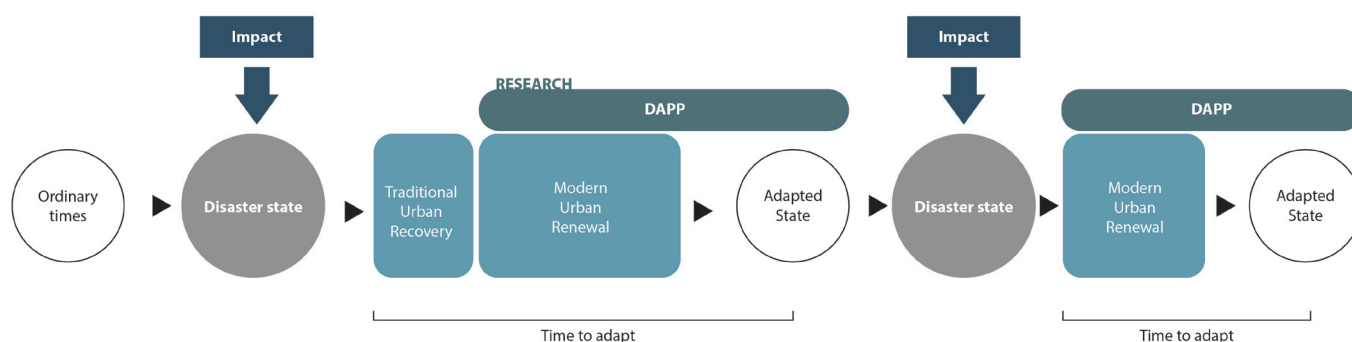 Impact
Impact
RESEARCH
DAPP
DAPP
Ordinary
times
Disaster state
Traditional
Urban
Recovery
Modern
Urban
Renewal
Adapted
State
Disaster state
Modern
Urban
Renewal
Adapted
State
Time to adapt
Time to adapt